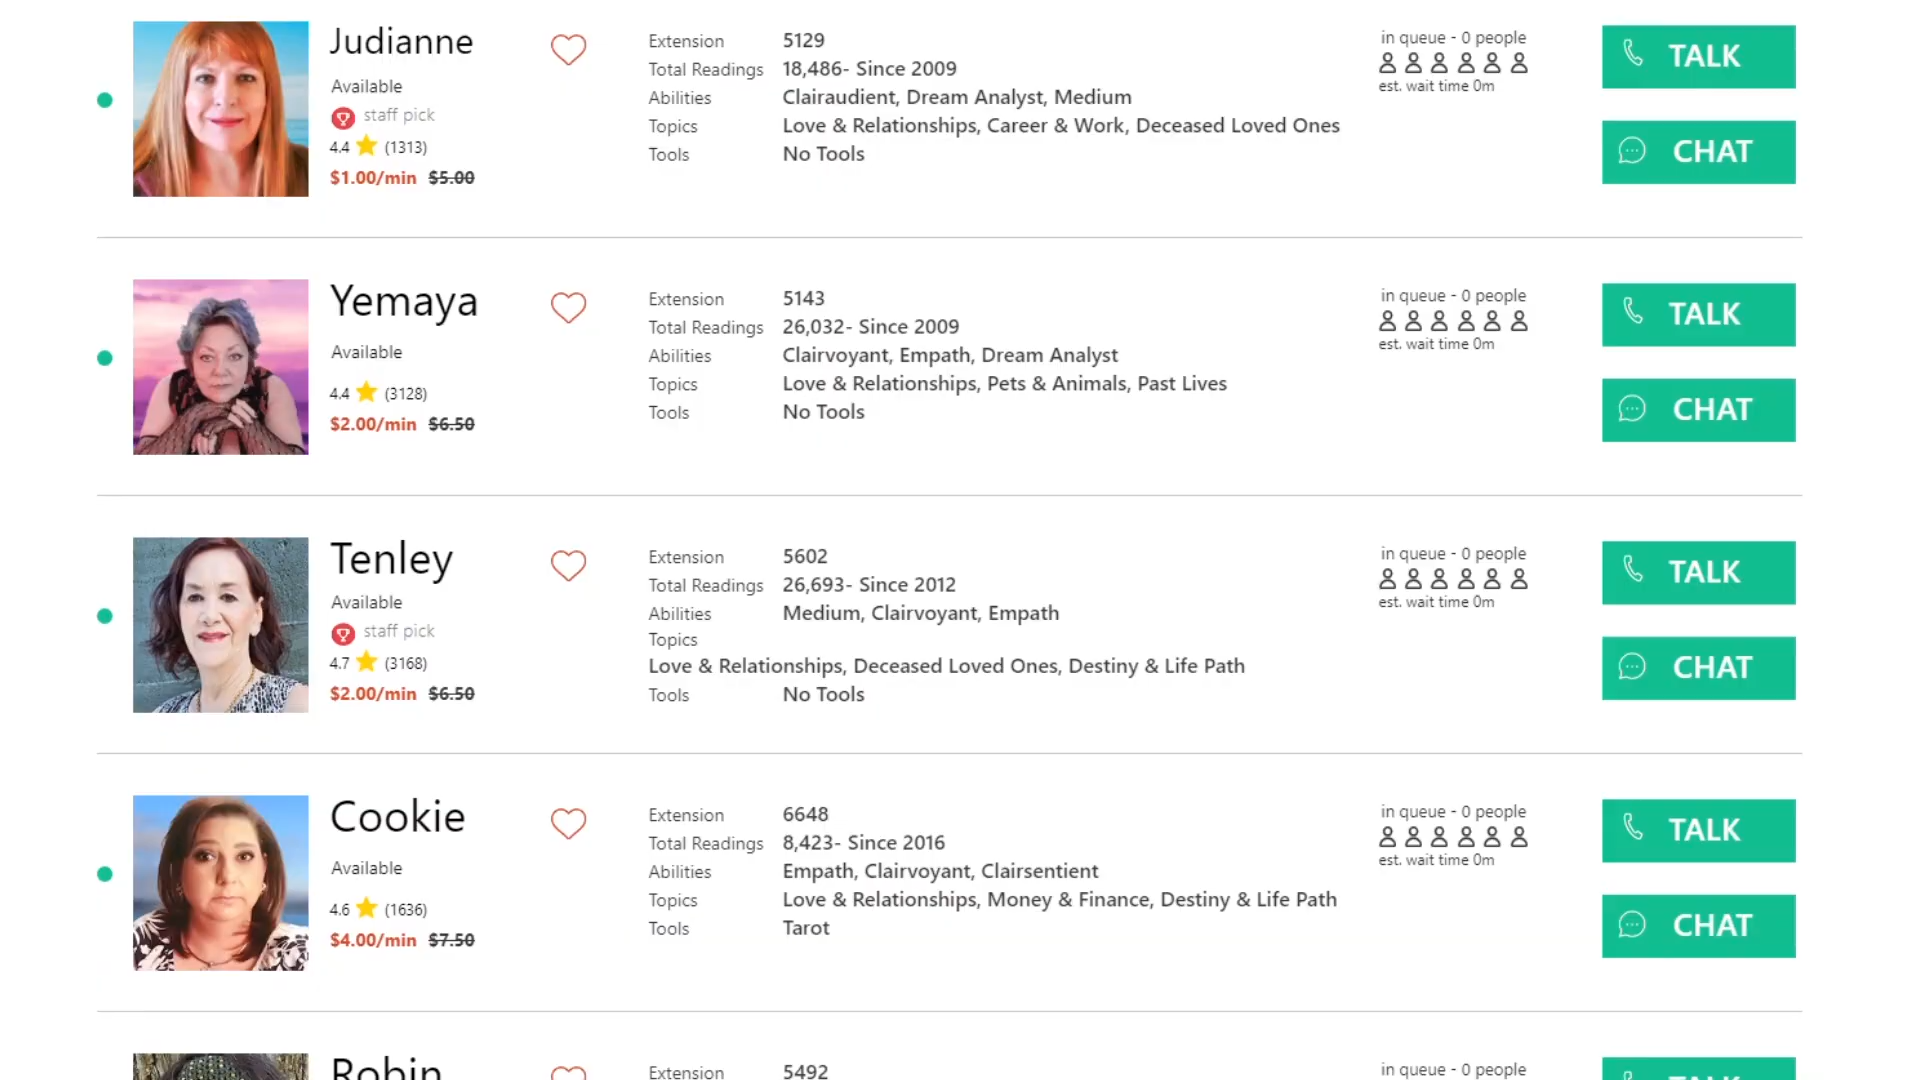 Judianne
Available
staff pick
4.4 (1313)
$1.00/min $5.00
Extension 5129
Total Readings 18,486- Since 2009
Abilities Clairaudient, Dream Analyst, Medium
Topics Love & Relationships, Career & Work, Deceased Loved Ones
Tools No Tools
in queue - 0 people
est. wait time 0m
TALK
CHAT
Yemaya
Available
4.4 (3128)
$2.00/min $6.50
Extension 5143
Total Readings 26,032- Since 2009
Abilities Clairvoyant, Empath, Dream Analyst
Topics Love & Relationships, Pets & Animals, Past Lives
Tools No Tools
in queue - 0 people
est. wait time 0m
TALK
CHAT
Tenley
Available
staff pick
4.7 (3168)
$2.00/min $6.50
Extension 5602
Total Readings 26,693- Since 2012
Abilities Medium, Clairvoyant, Empath
Topics
Love & Relationships, Deceased Loved Ones, Destiny & Life Path
Tools No Tools
in queue - 0 people
est. wait time 0m
TALK
CHAT
Cookie
Available
4.6 (1636)
$4.00/min $7.50
Extension 6648
Total Readings 8,423- Since 2016
Abilities Empath, Clairvoyant, Clairsentient
Topics Love & Relationships, Money & Finance, Destiny & Life Path
Tools Tarot
in queue - 0 people
est. wait time 0m
TALK
CHAT
Robin
Extension 5492
in queue - 0 people
TALK